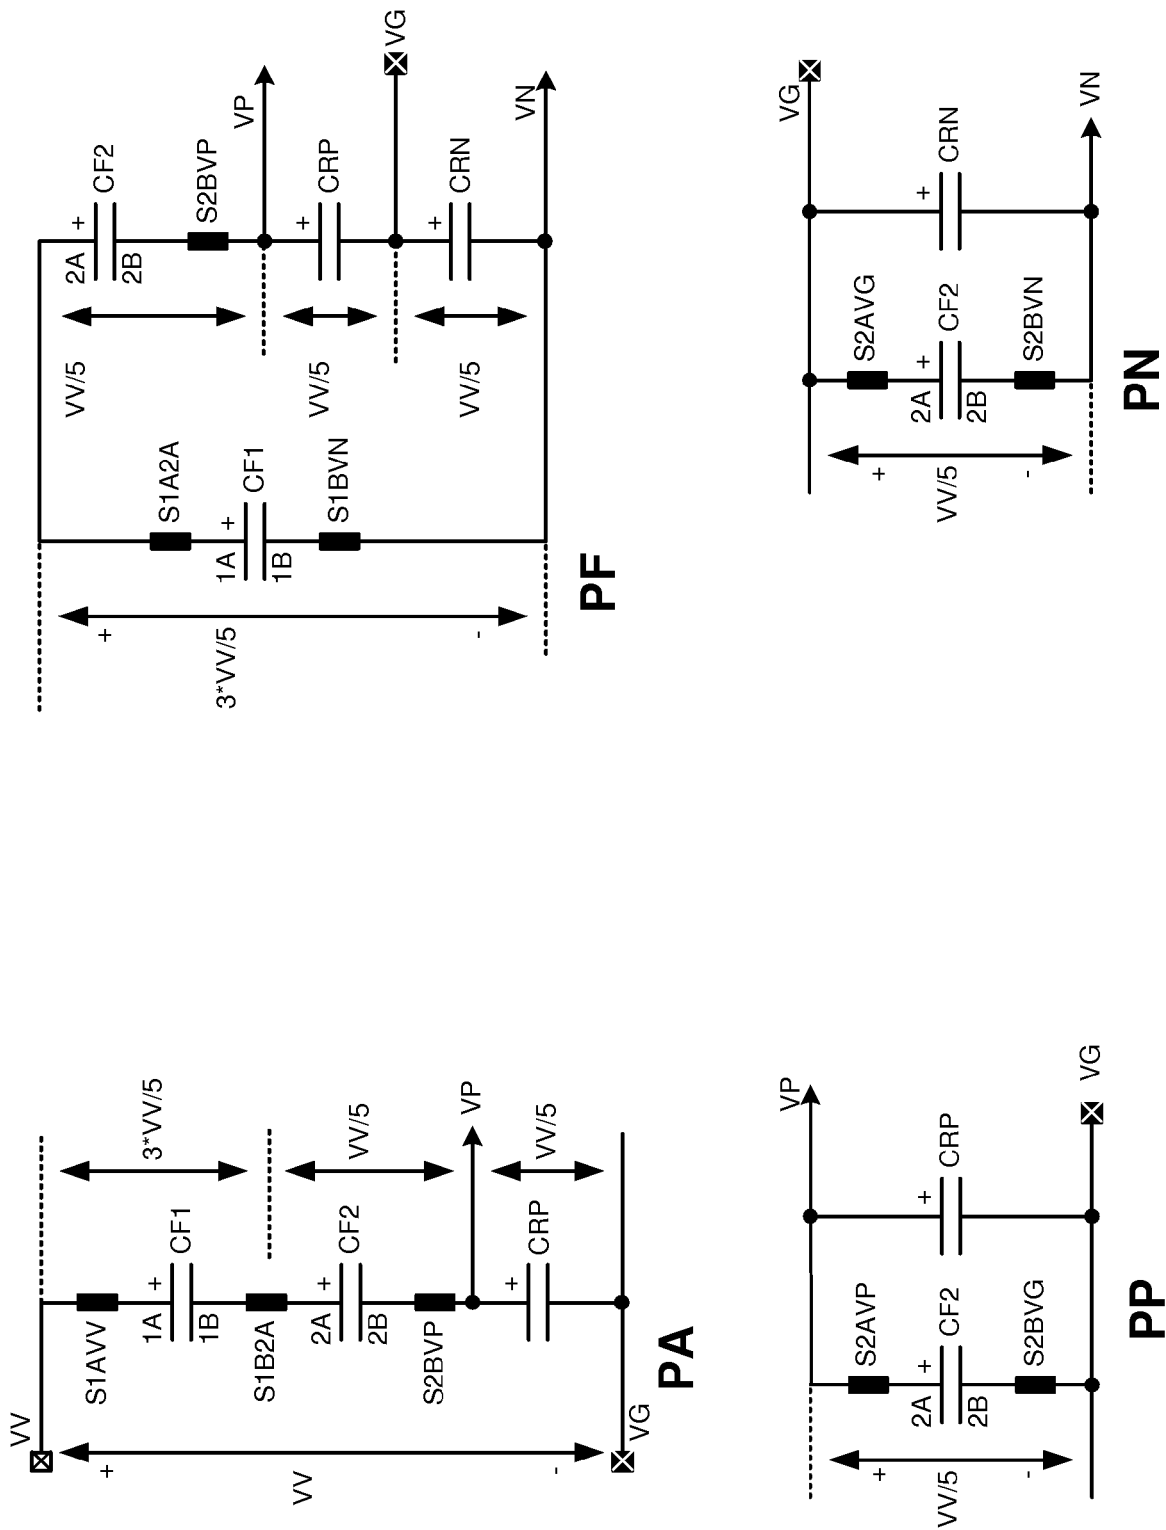 VV
VV
+
-
VG
S1AVV
1A
+
CF1
1B
S1B2A
2A
+
CF2
2B
S2BVP
+
CRP
VP
3*VV/5
VV/5
VV/5
PA
3*VV/5
+
-
S1A2A
1A
+
CF1
1B
S1BVN
VV/5
VV/5
VV/5
2A
+
CF2
2B
S2BVP
VP
+
CRP
VG
+
CRN
VN
PF
VV/5
+
-
S2AVP
2A
+
CF2
2B
S2BVG
VP
+
CRP
VG
PP
VV/5
+
-
S2AVG
2A
+
CF2
2B
S2BVN
VG
+
CRN
VN
PN